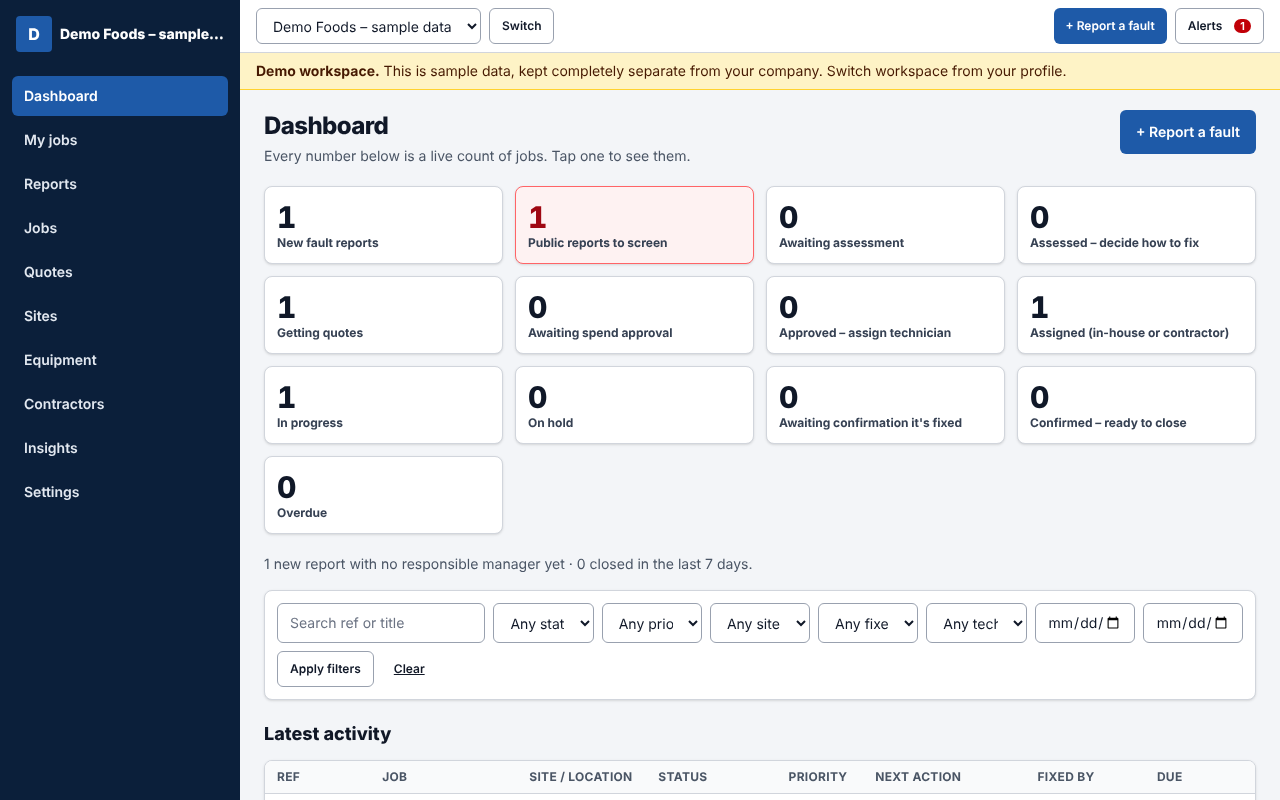 D
Demo Foods – sample...
Dashboard
My jobs
Reports
Jobs
Quotes
Sites
Equipment
Contractors
Insights
Settings
Demo Foods – sample data
Switch
+ Report a fault
Alerts 1
Demo workspace. This is sample data, kept completely separate from your company. Switch workspace from your profile.
Dashboard
Every number below is a live count of jobs. Tap one to see them.
+ Report a fault
1
New fault reports
1
Public reports to screen
0
Awaiting assessment
0
Assessed – decide how to fix
1
Getting quotes
0
Awaiting spend approval
0
Approved – assign technician
1
Assigned (in-house or contractor)
1
In progress
0
On hold
0
Awaiting confirmation it's fixed
0
Confirmed – ready to close
0
Overdue
1 new report with no responsible manager yet · 0 closed in the last 7 days.
Search ref or title
Any stat
Any prio
Any site
Any fixe
Any tech
mm/dd/
mm/dd/
Apply filters
Clear
Latest activity
REF JOB SITE / LOCATION STATUS PRIORITY NEXT ACTION FIXED BY DUE